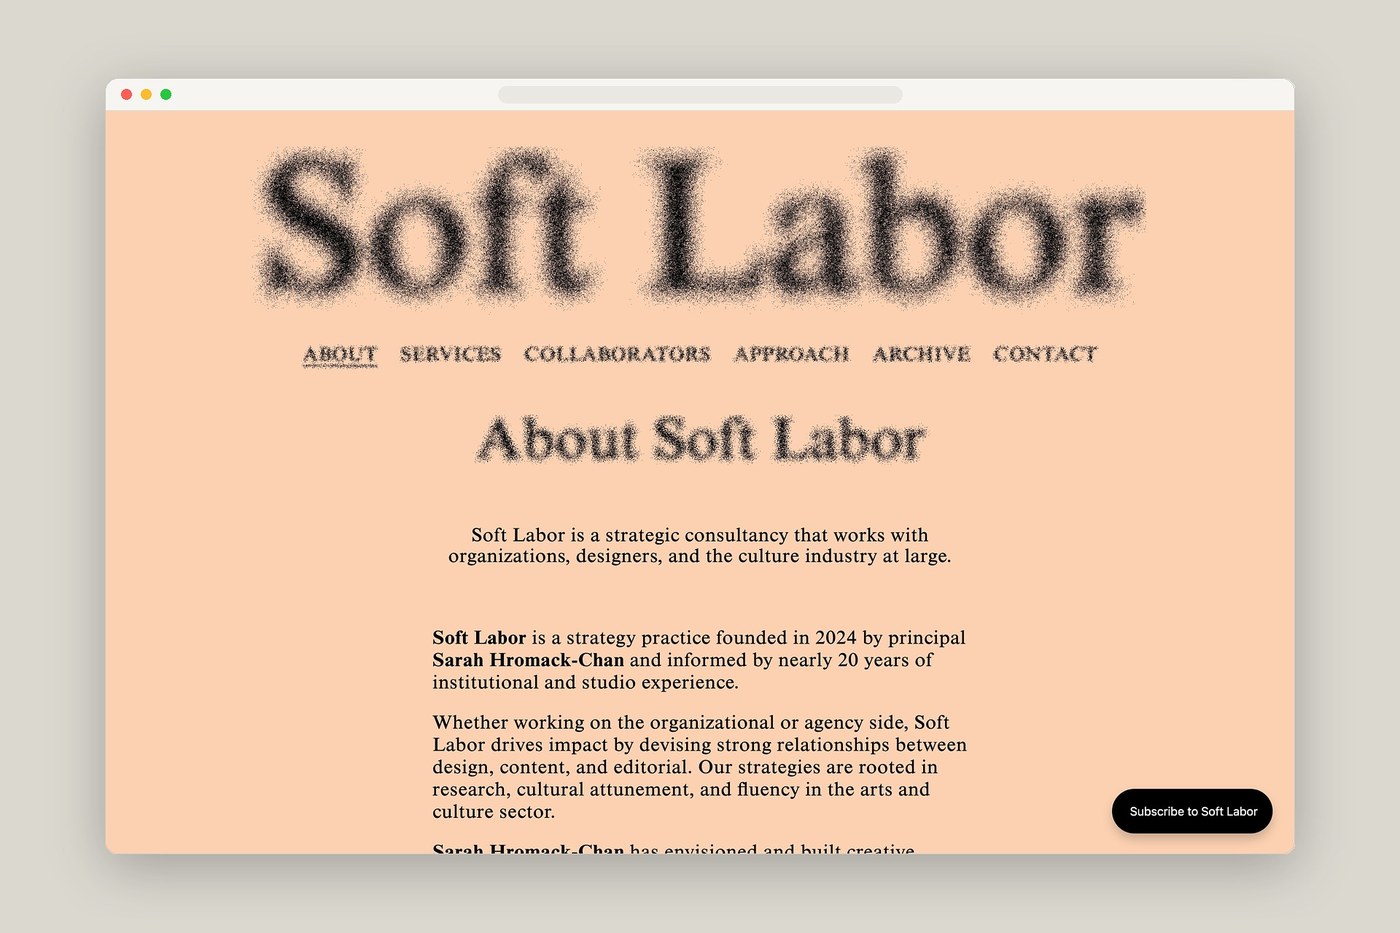 Soft Labor
ABOUT SERVICES COLLABORATORS APPROACH ARCHIVE CONTACT
About Soft Labor
Soft Labor is a strategic consultancy that works with
organizations, designers, and the culture industry at large.
Soft Labor is a strategy practice founded in 2024 by principal
Sarah Hromack-Chan and informed by nearly 20 years of
institutional and studio experience.
Whether working on the organizational or agency side, Soft
Labor drives impact by devising strong relationships between
design, content, and editorial. Our strategies are rooted in
research, cultural attunement, and fluency in the arts and
culture sector.
Sarah Hromack-Chan has envisioned and built creative
Subscribe to Soft Labor